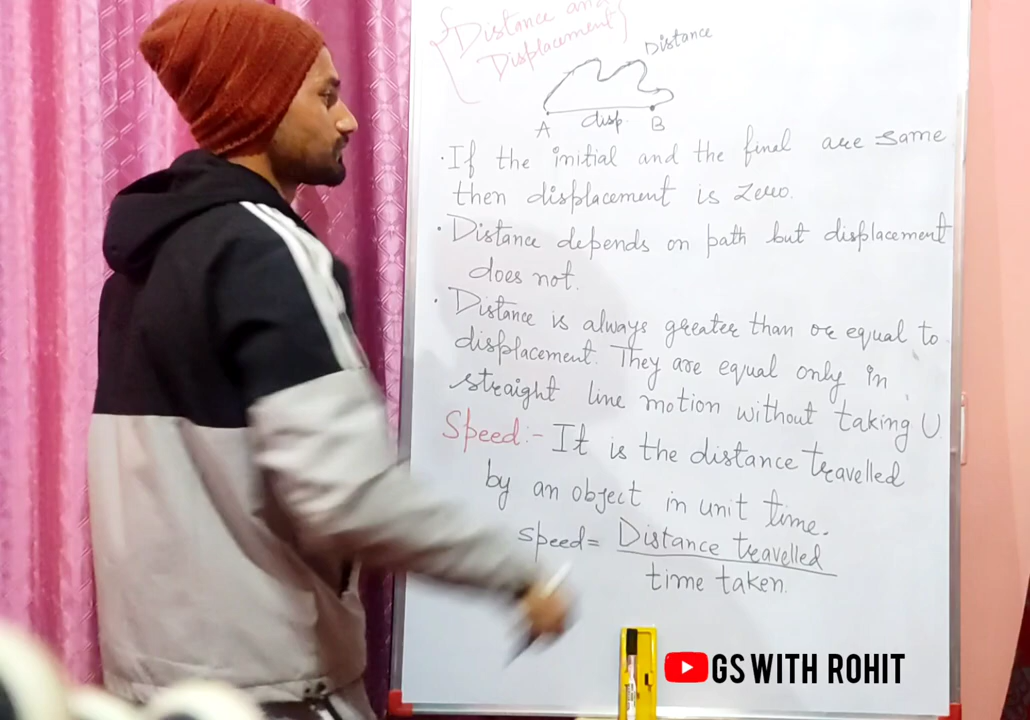 {Distance and
Displacement}
Distance
A disp. B
· If the initial and the final are same
then displacement is zero.
· Distance depends on path but displacement
does not.
· Distance is always greater than or equal to
displacement. They are equal only in
straight line motion without taking U.
Speed:- It is the distance travelled
by an object in unit time.
speed = Distance travelled
time taken.
GS WITH ROHIT